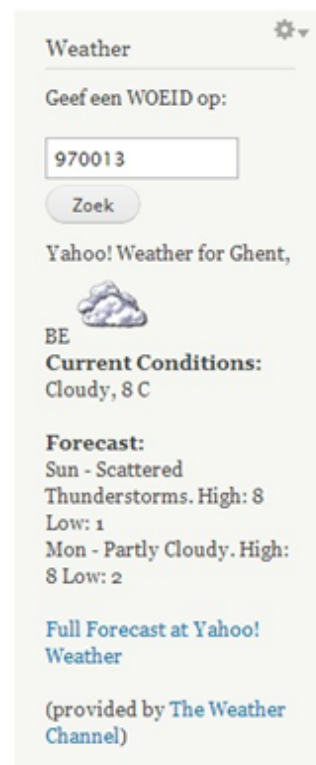 Weather
Geef een WOEID op:
970013
Zoek
Yahoo! Weather for Ghent,
BE
Current Conditions:
Cloudy, 8 C
Forecast:
Sun - Scattered
Thunderstorms. High: 8
Low: 1
Mon - Partly Cloudy. High:
8 Low: 2
Full Forecast at Yahoo!
Weather
(provided by The Weather
Channel)